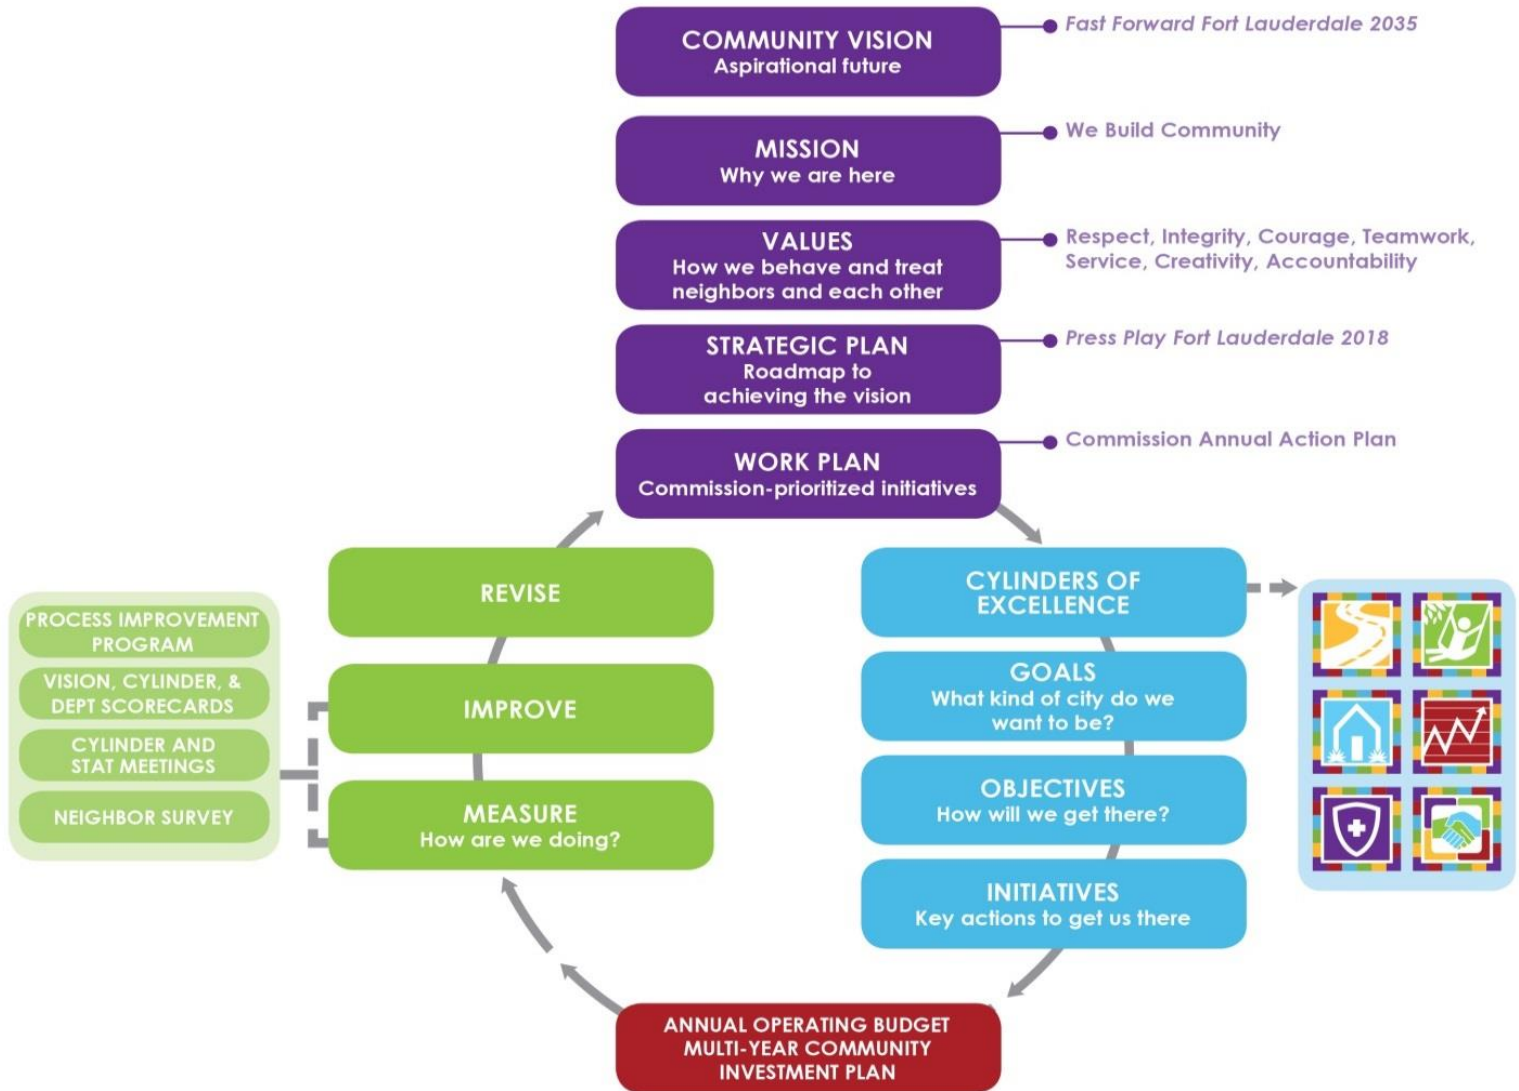 COMMUNITY VISION
Aspirational future
Fast Forward Fort Lauderdale 2035
MISSION
Why we are here
We Build Community
VALUES
How we behave and treat
neighbors and each other
Respect, Integrity, Courage, Teamwork,
Service, Creativity, Accountability
STRATEGIC PLAN
Roadmap to
achieving the vision
Press Play Fort Lauderdale 2018
WORK PLAN
Commission-prioritized initiatives
Commission Annual Action Plan
CYLINDERS OF
EXCELLENCE
GOALS
What kind of city do we
want to be?
OBJECTIVES
How will we get there?
INITIATIVES
Key actions to get us there
ANNUAL OPERATING BUDGET
MULTI-YEAR COMMUNITY
INVESTMENT PLAN
MEASURE
How are we doing?
IMPROVE
REVISE
PROCESS IMPROVEMENT
PROGRAM
VISION, CYLINDER, &
DEPT SCORECARDS
CYLINDER AND
STAT MEETINGS
NEIGHBOR SURVEY